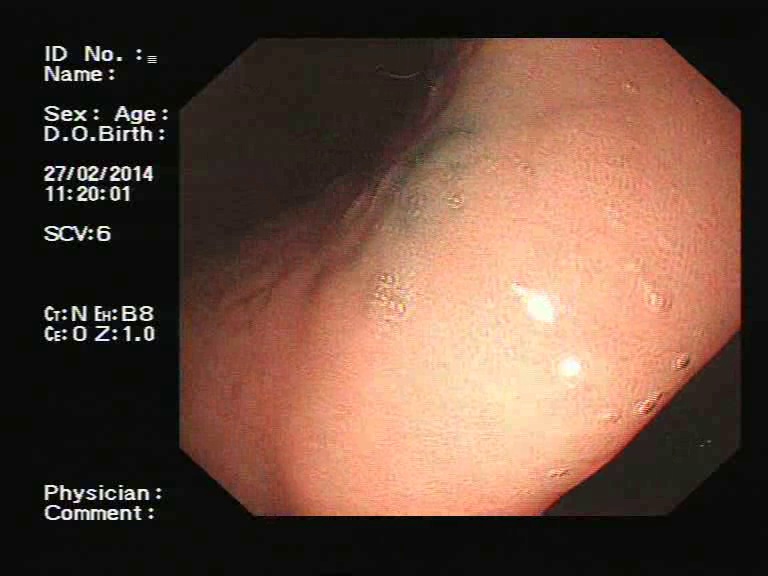 ID No. :
Name:
Sex: Age:
D.O.Birth:
27/02/2014
11:20:01
SCV:6
CT:N EH:B8
CE:0 Z:1.0
Physician:
Comment: